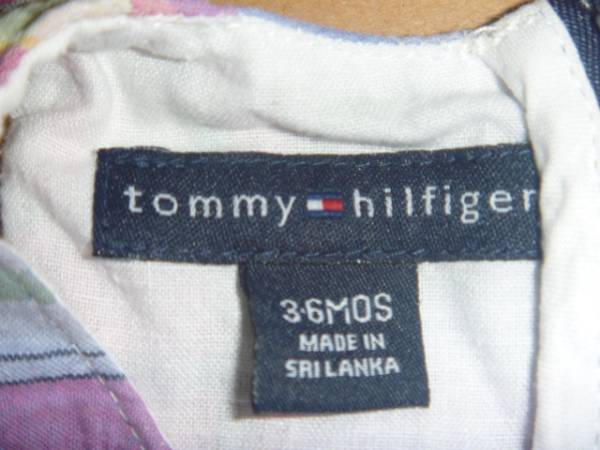 tommy hilfiger
3-6MOS
MADE IN
SRI LANKA